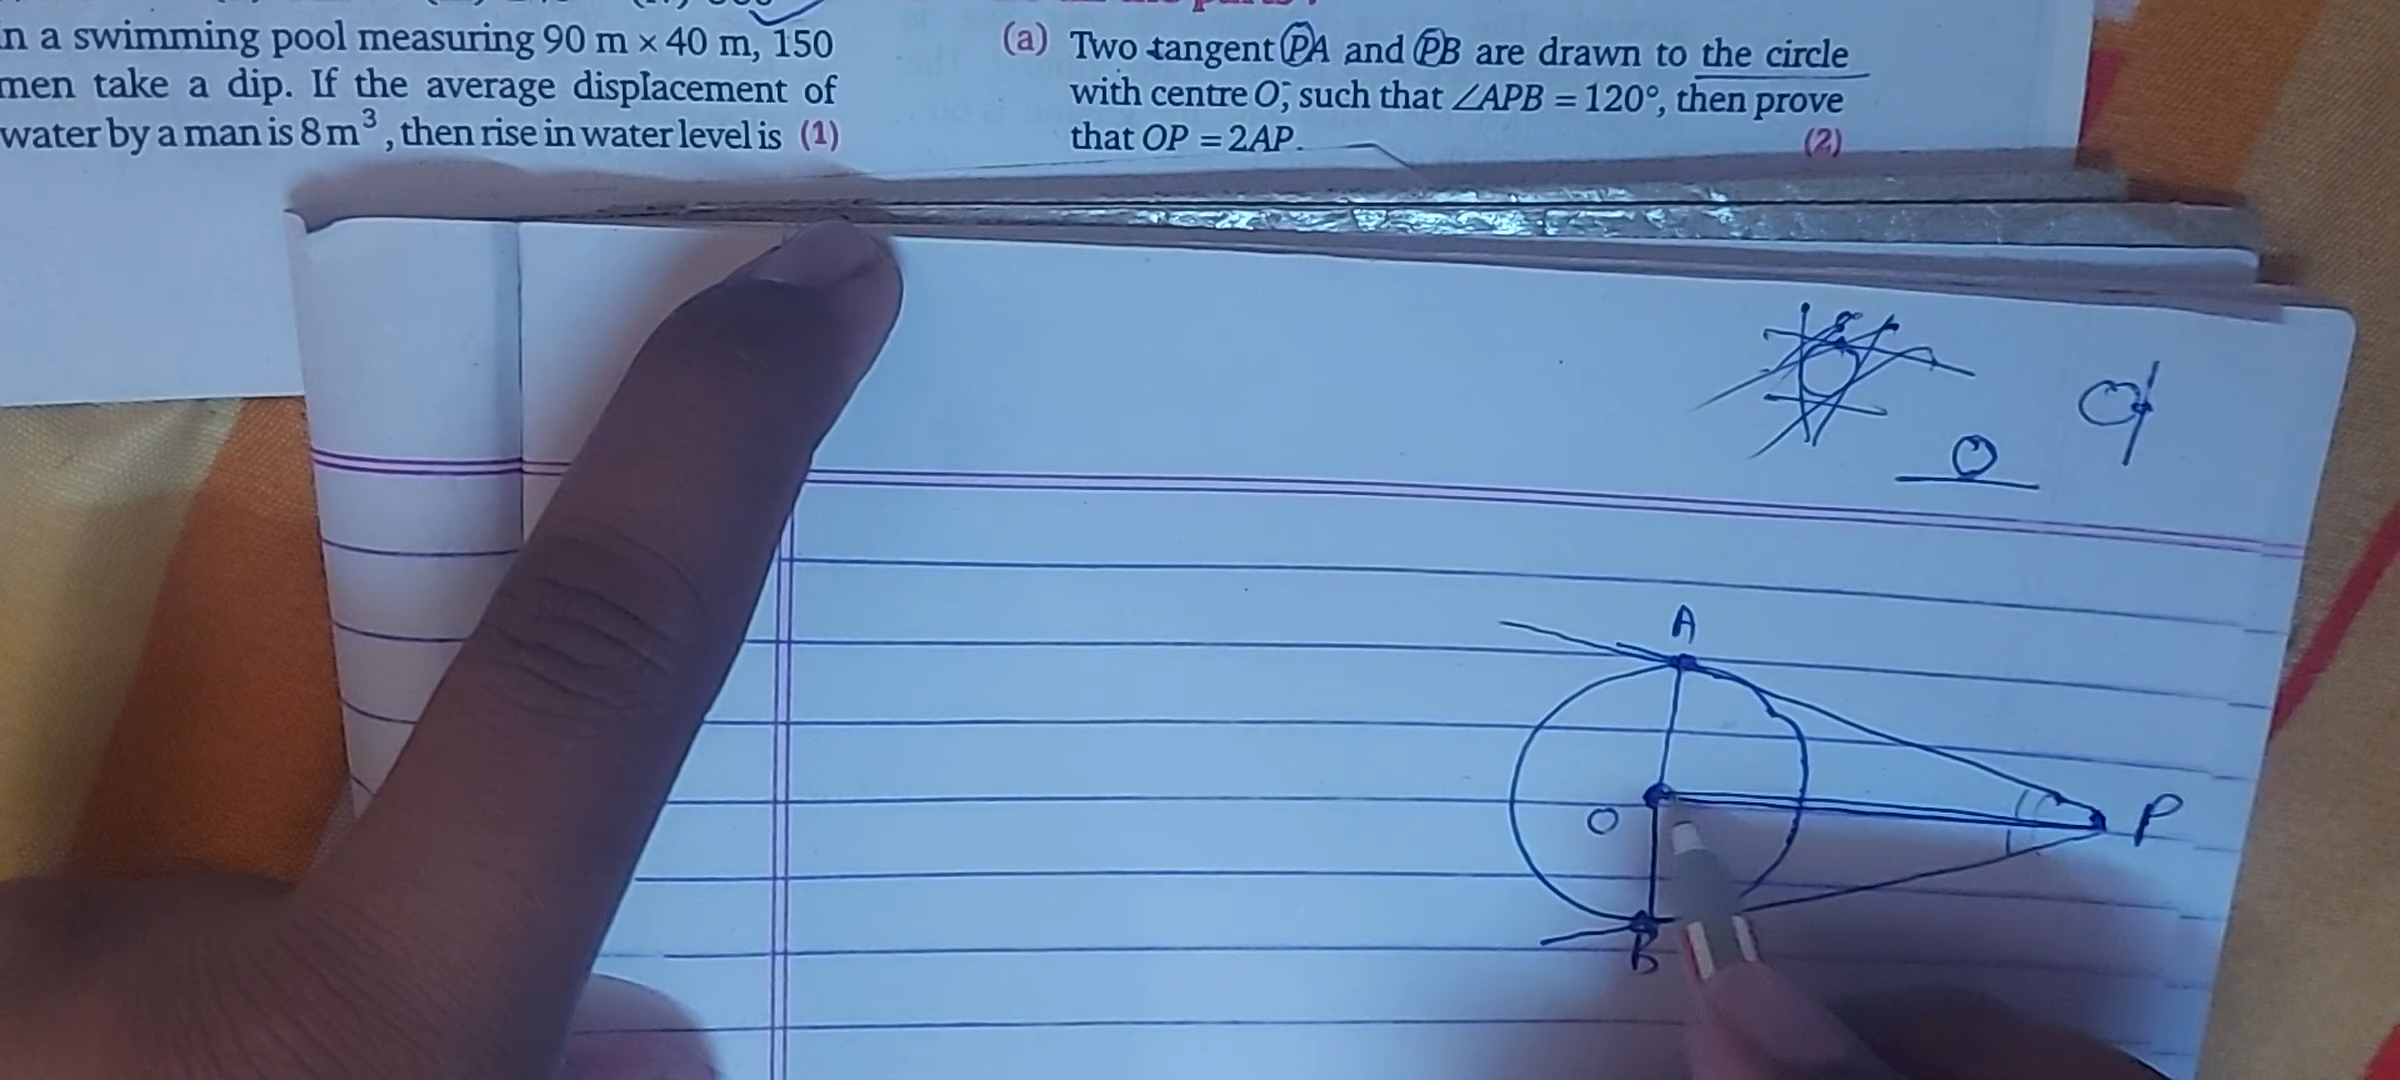 n a swimming pool measuring 90 m × 40 m, 150
men take a dip. If the average displacement of
water by a man is 8 m³, then rise in water level is (1)
(a) Two tangent PA and PB are drawn to the circle
with centre O, such that ∠APB = 120°, then prove
that OP = 2AP.
(2)
A
O
P
B